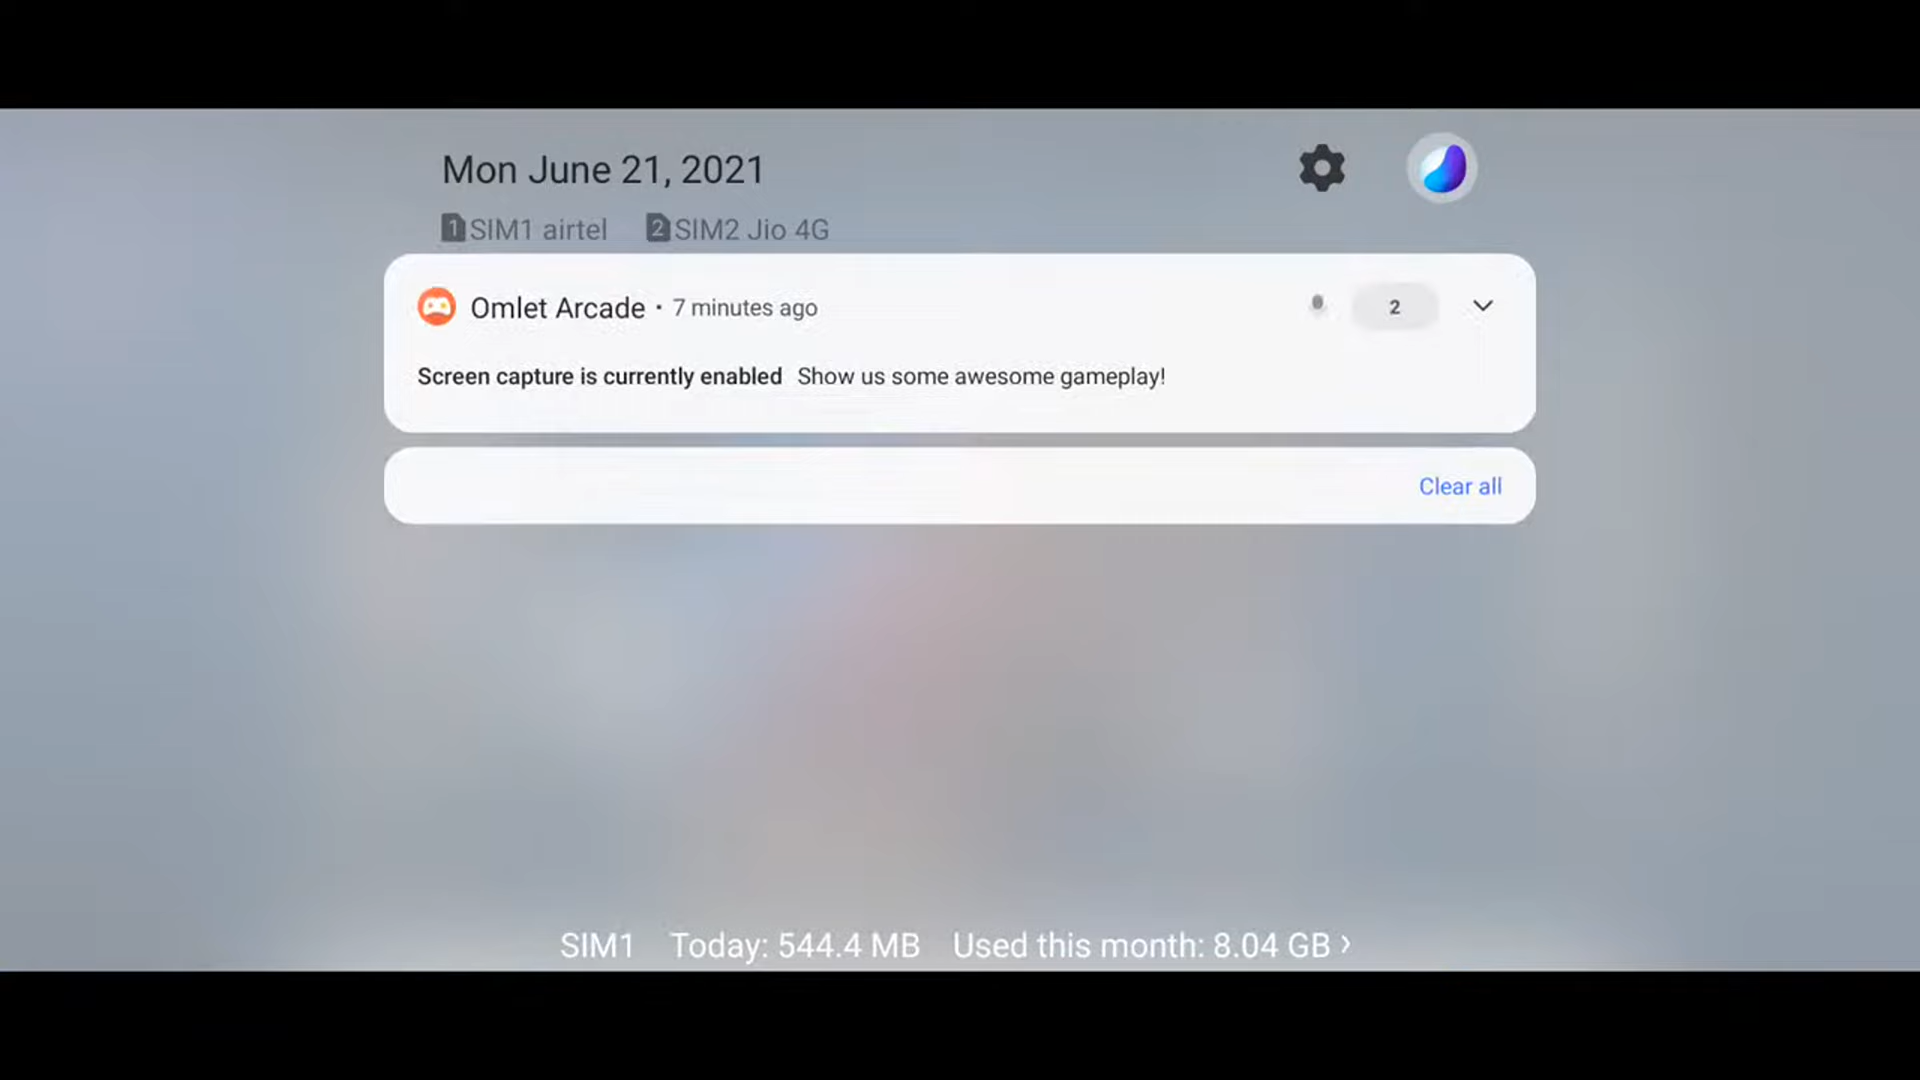 Mon June 21, 2021
1 SIM1 airtel 2 SIM2 Jio 4G
Omlet Arcade · 7 minutes ago 2
Screen capture is currently enabled Show us some awesome gameplay!
Clear all
SIM1 Today: 544.4 MB Used this month: 8.04 GB ›